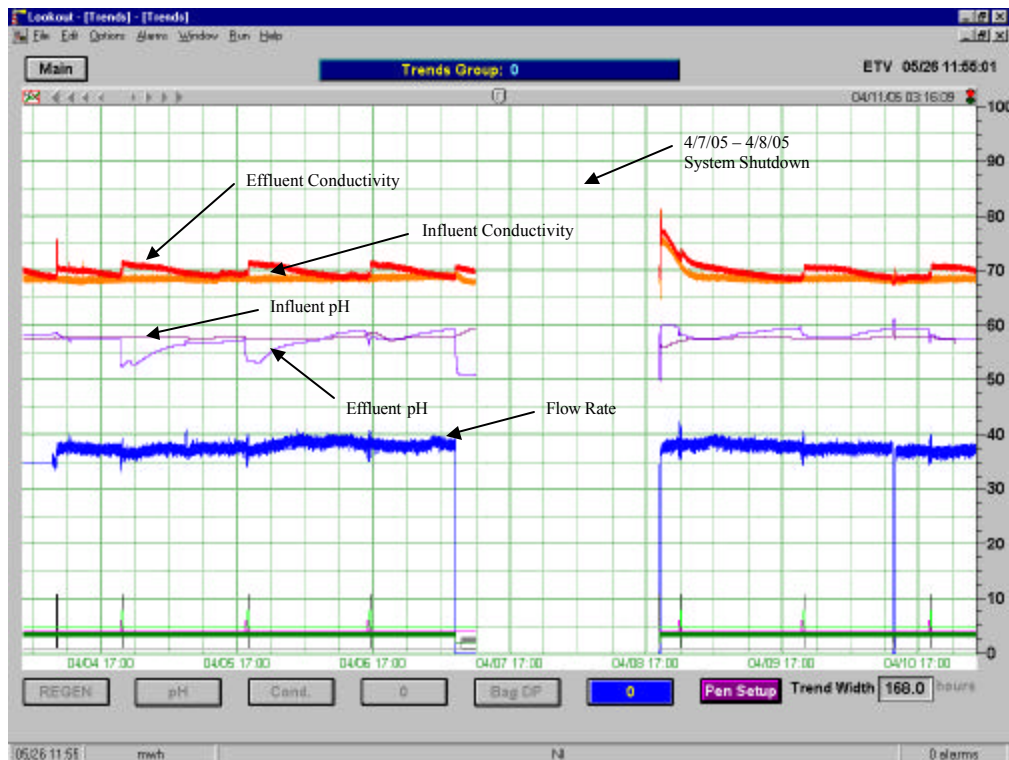 Lookout - [Trends] - [Trends]
File Edit Options Alarms Window Run Help
Main
Trends Group: 0
ETV 05/26 11:55:01
04/11/05 03:16:09
100
90
80
70
60
50
40
30
20
10
0
4/7/05 – 4/8/05
System Shutdown
Effluent Conductivity
Influent Conductivity
Influent pH
Effluent pH
Flow Rate
04/04 17:00 04/05 17:00 04/06 17:00 04/07 17:00 04/08 17:00 04/09 17:00 04/10 17:00
REGEN pH Cond. 0 Bag DP 0 Pen Setup Trend Width 168.0 hours
05/26 11:55 mwh 0 alarms